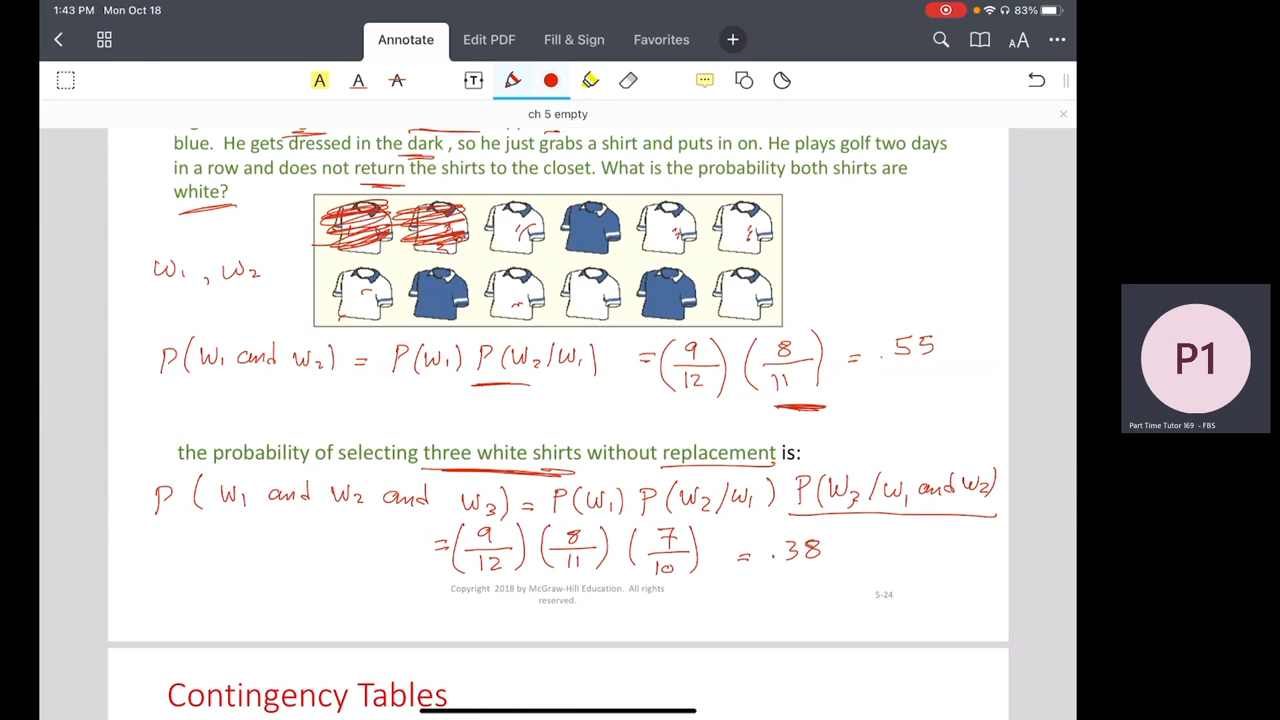 1:43 PM Mon Oct 18
83%
Annotate Edit PDF Fill & Sign Favorites
A A A T AA
ch 5 empty
blue. He gets dressed in the dark , so he just grabs a shirt and puts in on. He plays golf two days
in a row and does not return the shirts to the closet. What is the probability both shirts are
white?
W1 , W2
P(W1 and W2) = P(W1) P(W2/W1) = (9/12) (8/11) = .55
the probability of selecting three white shirts without replacement is:
P ( W1 and W2 and W3) = P(W1) P(W2/W1) P(W3/W1 and W2)
= (9/12) (8/11) (7/10) = .38
Copyright 2018 by McGraw-Hill Education. All rights
reserved.
5-24
Contingency Tables
P1
Part Time Tutor 169 - FBS